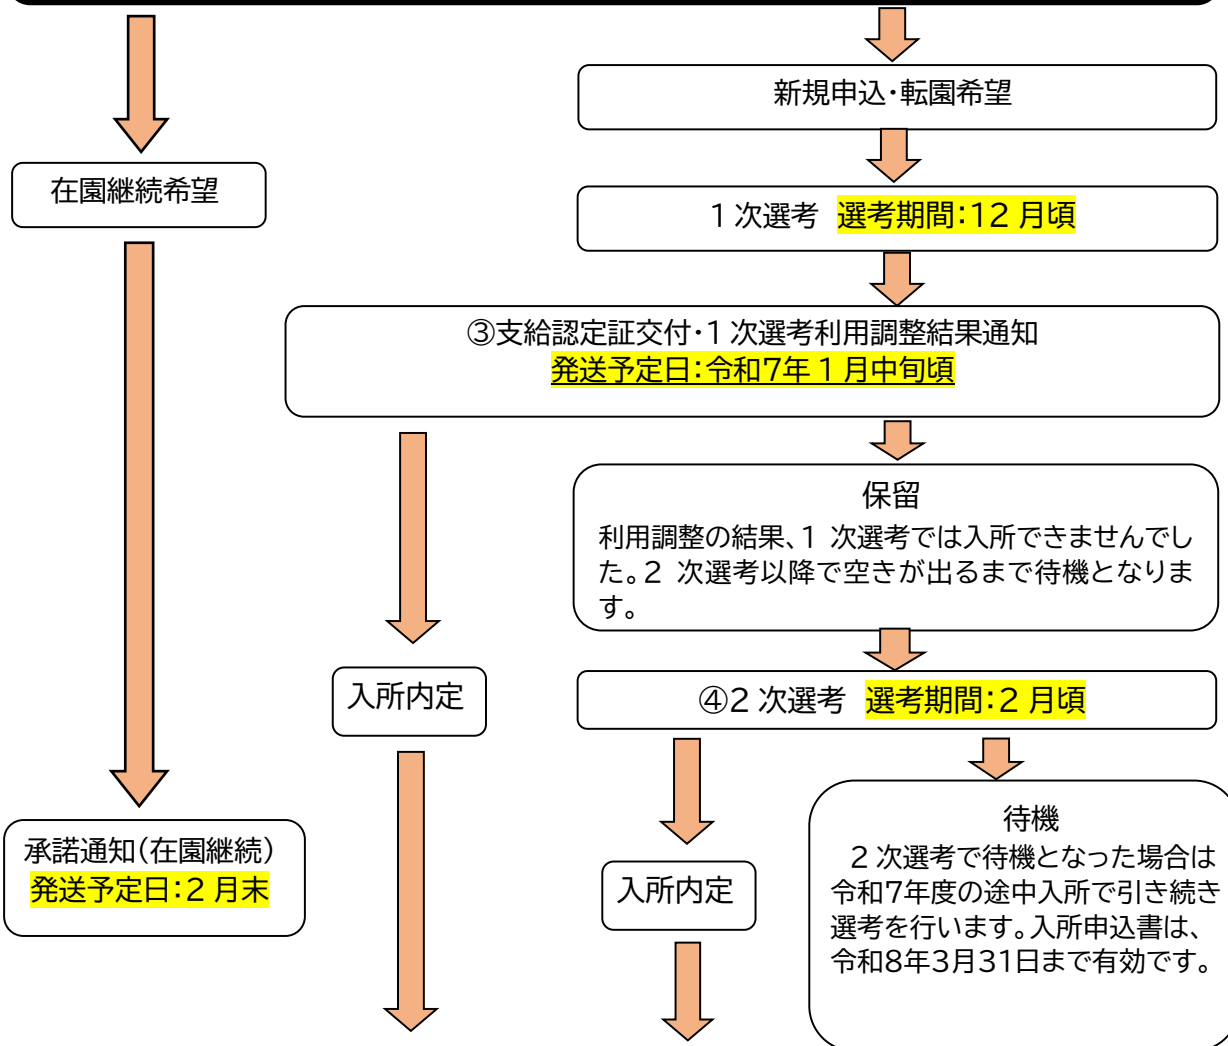 新規申込・転園希望
在園継続希望
1次選考 選考期間：12月頃
③支給認定証交付・1次選考利用調整結果通知
発送予定日：令和7年1月中旬頃
保留
利用調整の結果、1 次選考では入所できませんでし
た。2 次選考以降で空きが出るまで待機となりま
す。
入所内定
④2次選考 選考期間：2月頃
承諾通知（在園継続）
発送予定日：2月末
入所内定
待機
2次選考で待機となった場合は
令和7年度の途中入所で引き続き
選考を行います。入所申込書は、
令和8年3月31日まで有効です。